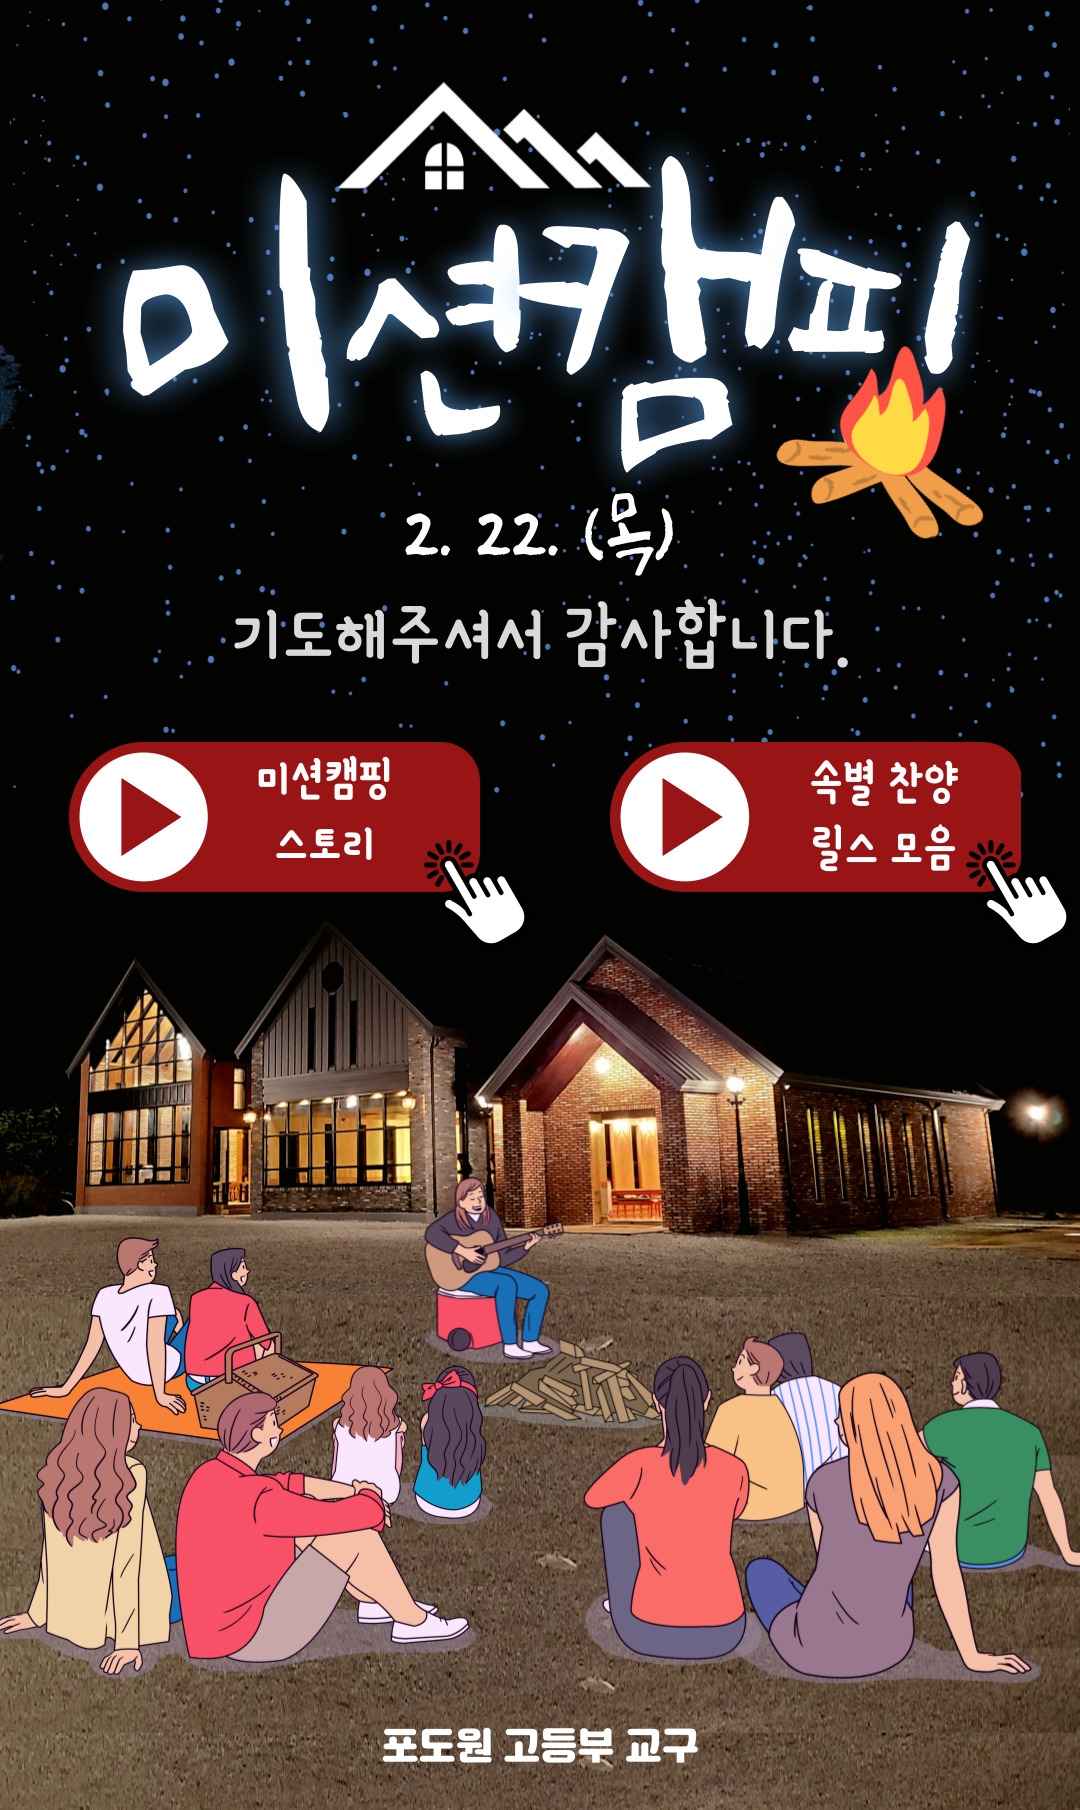 미션캠핑
2. 22. (목)
기도해주셔서 감사합니다.
미션캠핑
스토리
속별 찬양
릴스 모음
포도원 고등부 교구